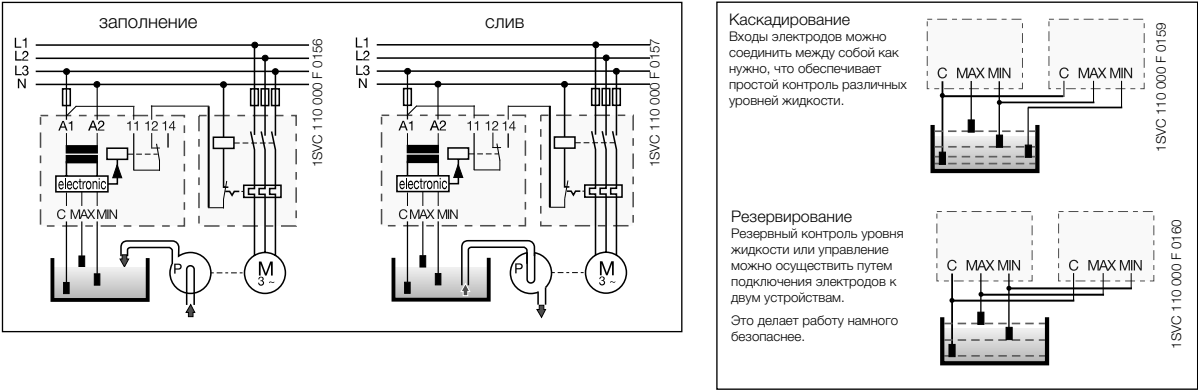 заполнение
L1
L2
L3
N
A1 A2 11 12 14
electronic
C MAX MIN
P
M
3 ~
1SVC 110 000 F 0156
слив
L1
L2
L3
N
A1 A2 11 12 14
electronic
C MAX MIN
P
M
3 ~
1SVC 110 000 F 0157
Каскадирование
Входы электродов можно
соединить между собой как
нужно, что обеспечивает
простой контроль различных
уровней жидкости.
C MAX MIN
C MAX MIN
1SVC 110 000 F 0159
Резервирование
Резервный контроль уровня
жидкости или управление
можно осуществить путем
подключения электродов к
двум устройствам.
Это делает работу намного
безопаснее.
C MAX MIN
C MAX MIN
1SVC 110 000 F 0160